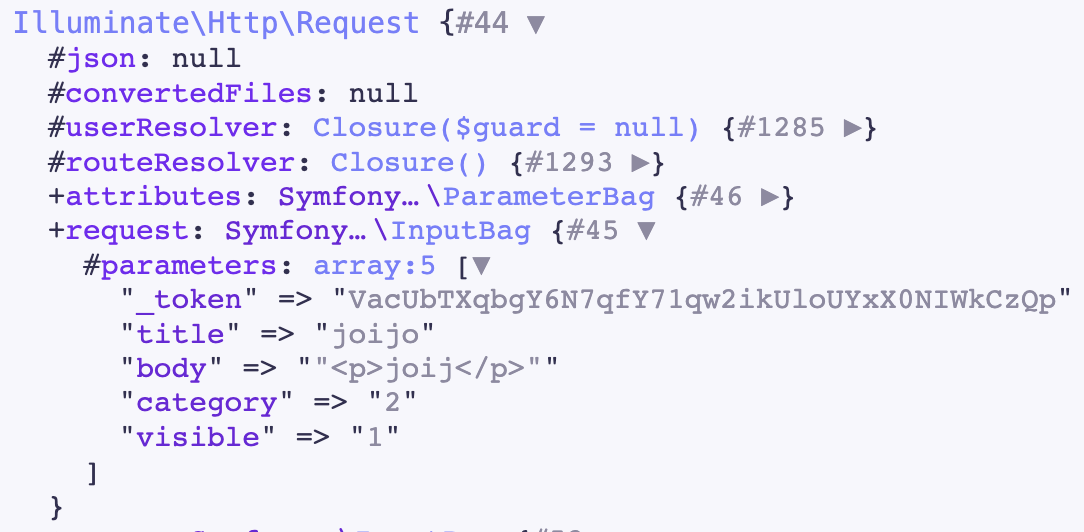 Illuminate\Http\Request {#44 ▼
#json: null
#convertedFiles: null
#userResolver: Closure($guard = null) {#1285 ▶}
#routeResolver: Closure() {#1293 ▶}
+attributes: Symfony…\ParameterBag {#46 ▶}
+request: Symfony…\InputBag {#45 ▼
#parameters: array:5 [▼
"_token" => "VacUbTXqbgY6N7qfY71qw2ikUloUYxX0NIWkCzQp"
"title" => "joijo"
"body" => ""<p>joij</p>""
"category" => "2"
"visible" => "1"
]
}